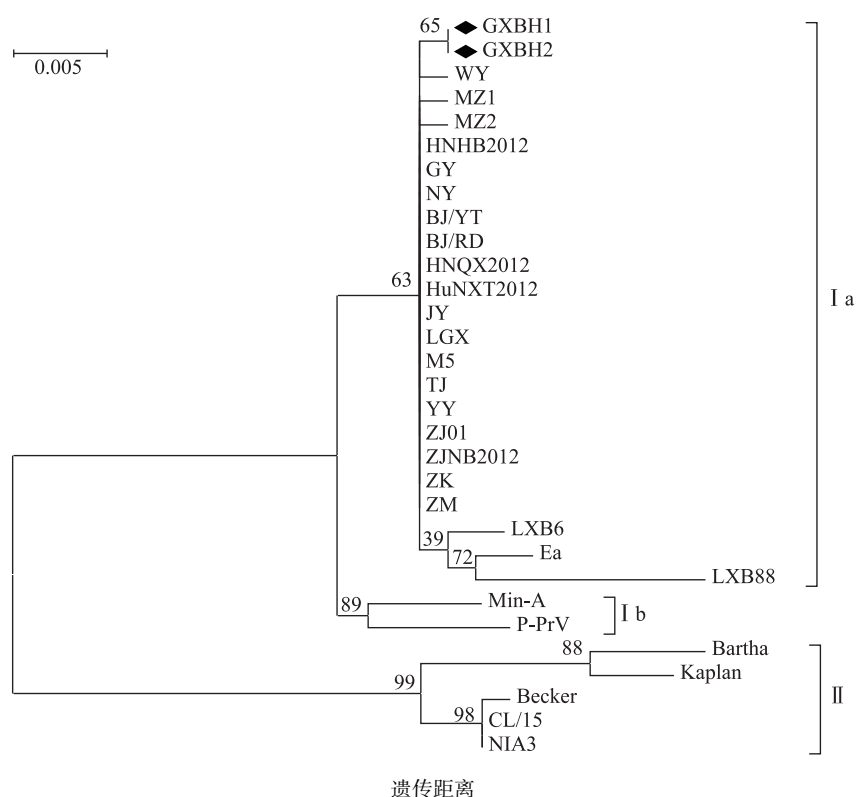 65
GXBH1
GXBH2
0.005
WY
MZ1
MZ2
HNHB2012
GY
NY
BJ/YT
BJ/RD
HNQX2012
63
HuNXT2012
Ⅰa
JY
LGX
M5
TJ
YY
ZJ01
ZJNB2012
ZK
ZM
LXB6
39
Ea
72
LXB88
Min-A
89
Ⅰb
P-PrV
Bartha
88
Kaplan
99
Ⅱ
Becker
98
CL/15
NIA3
遗传距离